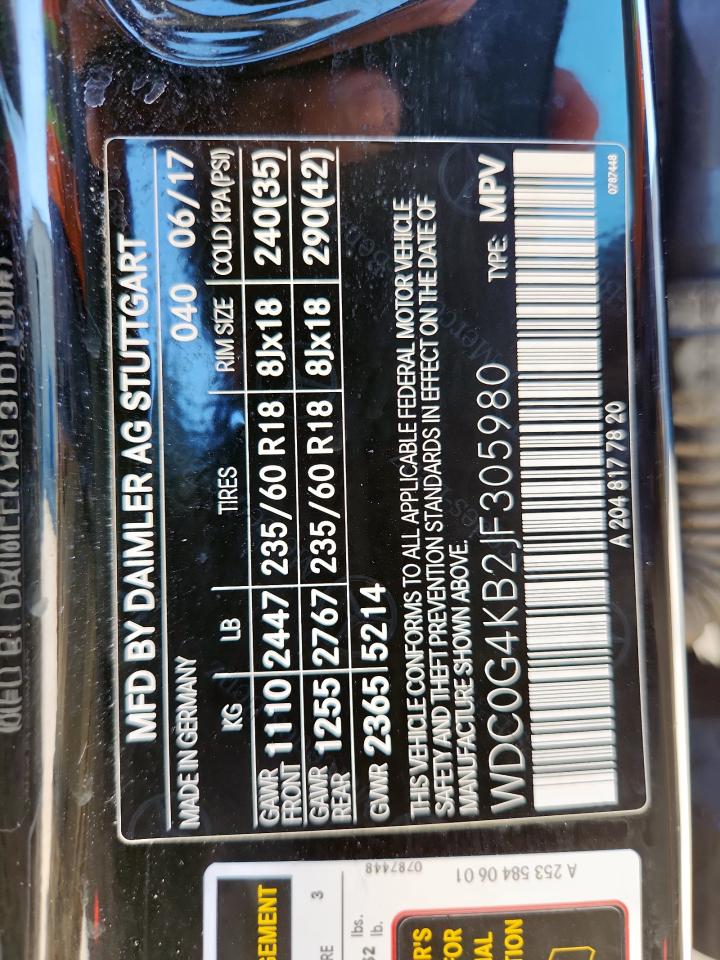 MFD BY DAIMLER AG STUTTGART
MADE IN GERMANY 040 06/17
KG LB TIRES RIM SIZE COLD KPA(PSI)
GAWR FRONT 1110 2447 235/60 R18 8Jx18 240(35)
GAWR REAR 1255 2767 235/60 R18 8Jx18 290(42)
GVWR 2365 5214
THIS VEHICLE CONFORMS TO ALL APPLICABLE FEDERAL MOTOR VEHICLE
SAFETY AND THEFT PREVENTION STANDARDS IN EFFECT ON THE DATE OF
MANUFACTURE SHOWN ABOVE.
WDC0G4KB2JF305980 TYPE: MPV
A 204 817 78 20
0787448
A 253 584 06 01
0787448
3
lbs.
lb.